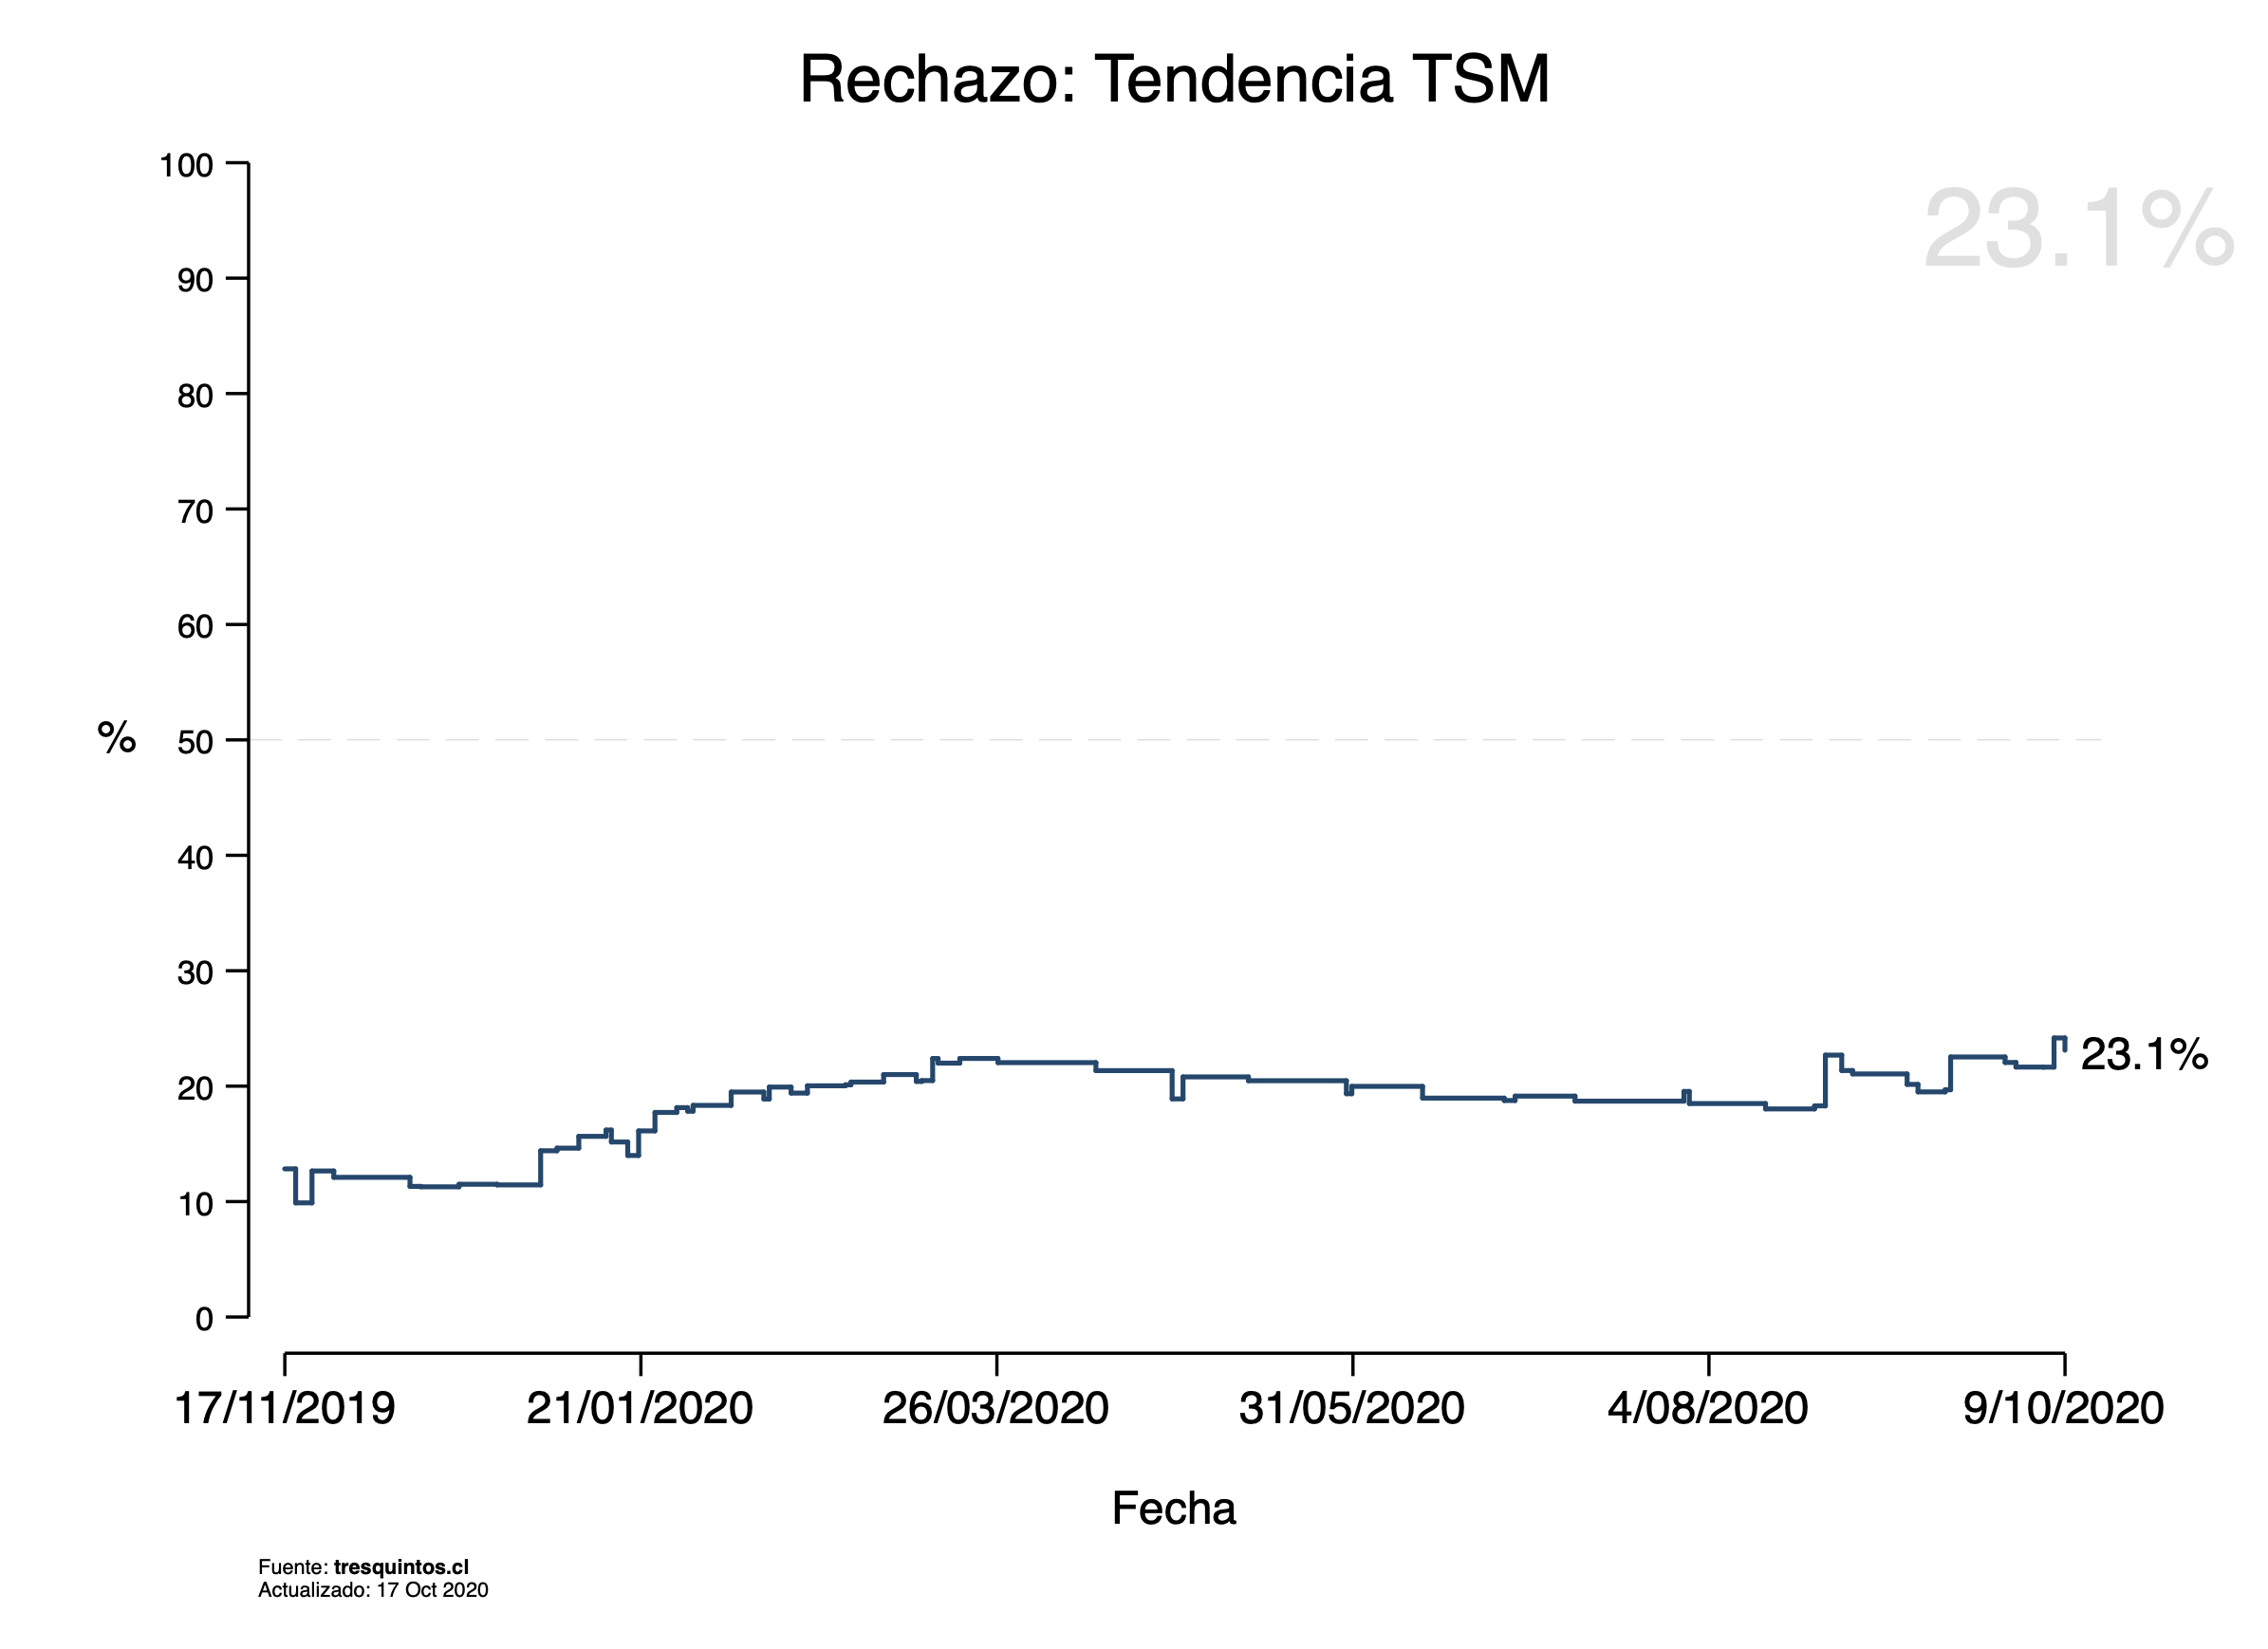 Rechazo: Tendencia TSM
23.1%
100
90
80
70
60
50
40
30
20
10
0
%
23.1%
17/11/2019 21/01/2020 26/03/2020 31/05/2020 4/08/2020 9/10/2020
Fecha
Fuente: tresquintos.cl
Actualizado: 17 Oct 2020